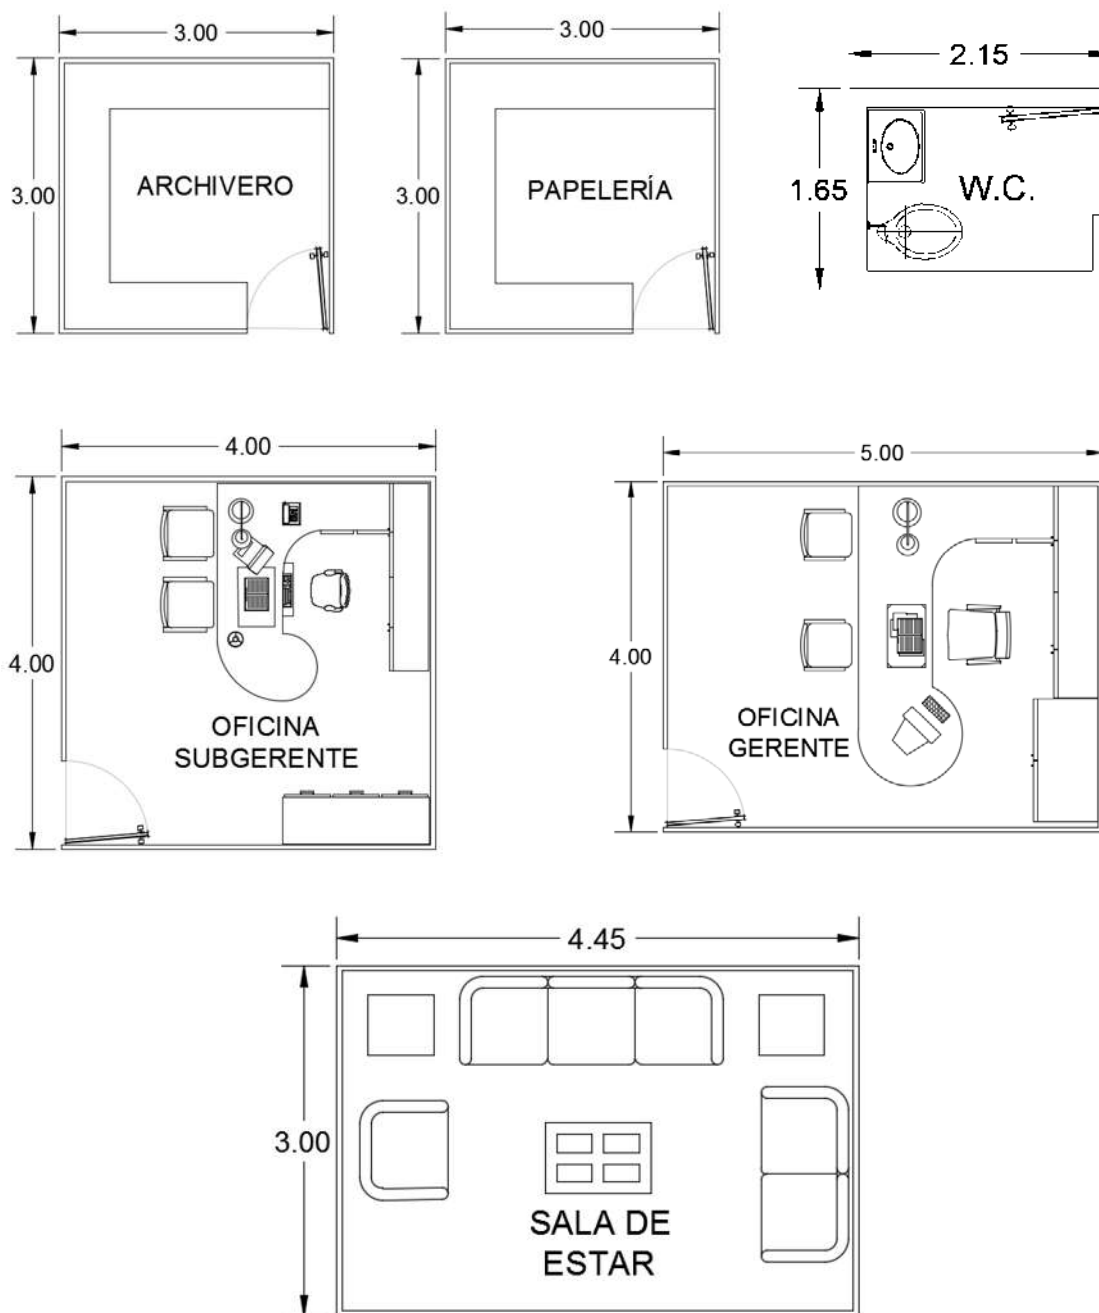 3.00
3.00
2.15
3.00
ARCHIVERO
3.00
PAPELERÍA
1.65
W.C.
4.00
5.00
4.00
OFICINA
SUBGERENTE
4.00
OFICINA
GERENTE
4.45
3.00
SALA DE
ESTAR